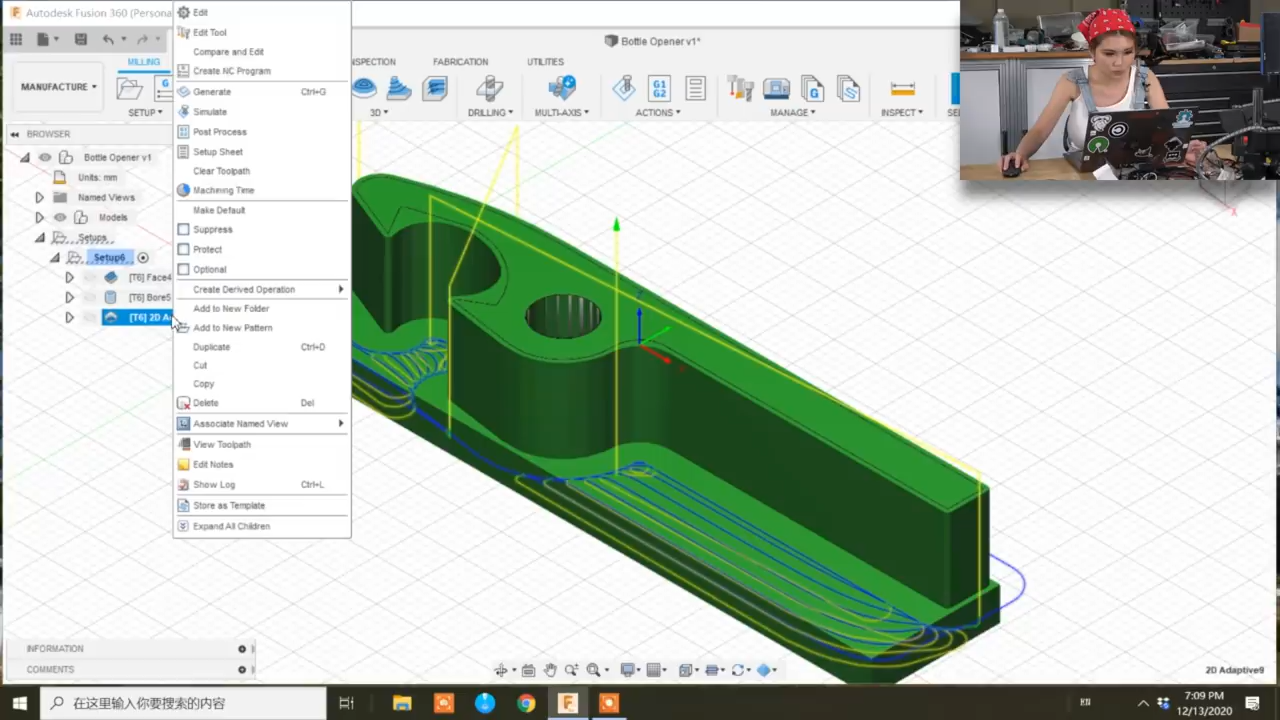 Autodesk Fusion 360 (Persona
Bottle Opener v1*
MILLING
NSPECTION
FABRICATION
UTILITIES
MANUFACTURE
SETUP
3D
DRILLING
MULTI-AXIS
G1
G2
ACTIONS
MANAGE
INSPECT
BROWSER
Bottle Opener v1
Units: mm
Named Views
Models
Setups
Setup6
[T6] Face4
[T6] Bore5
[T6] 2D A
Edit
Edit Tool
Compare and Edit
Create NC Program
Generate Ctrl+G
Simulate
Post Process
Setup Sheet
Clear Toolpath
Machining Time
Make Default
Suppress
Protect
Optional
Create Derived Operation
Add to New Folder
Add to New Pattern
Duplicate Ctrl+D
Cut
Copy
Delete Del
Associate Named View
View Toolpath
Edit Notes
Show Log Ctrl+L
Store as Template
Expand All Children
INFORMATION
COMMENTS
2D Adaptive9
在这里输入你要搜索的内容
EN
7:09 PM
12/13/2020